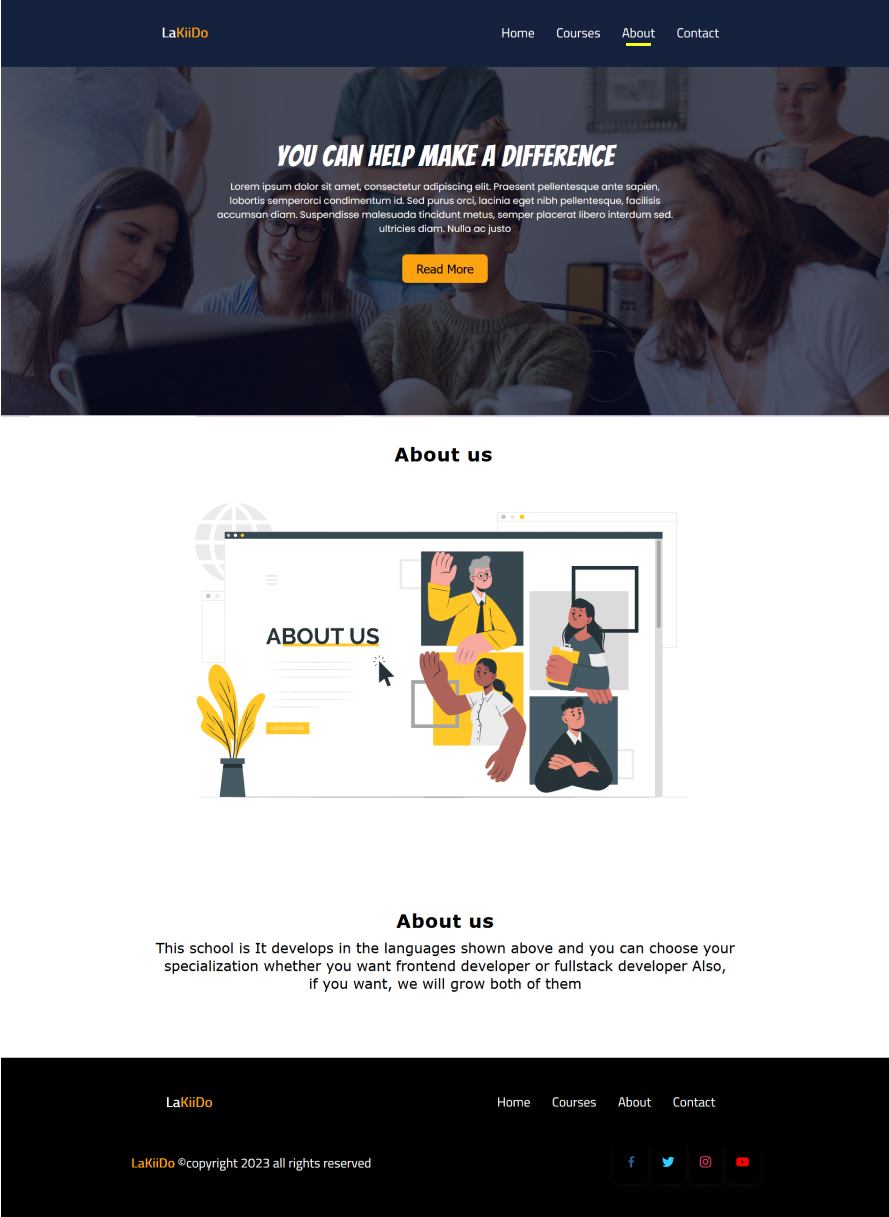 LaKiiDo Home Courses About Contact
YOU CAN HELP MAKE A DIFFERENCE
Lorem ipsum dolor sit amet, consectetur adipiscing elit. Praesent pellentesque ante sapien,
lobortis semperorci condimentum id. Sed purus orci, lacinia eget nibh pellentesque, facilisis
accumsan diam. Suspendisse malesuada tincidunt metus, semper placerat libero interdum sed.
ultricies diam. Nulla ac justo
Read More
About us
ABOUT US
LEARN MORE
About us
This school is It develops in the languages shown above and you can choose your
specialization whether you want frontend developer or fullstack developer Also,
if you want, we will grow both of them
LaKiiDo Home Courses About Contact
LaKiiDo ©copyright 2023 all rights reserved